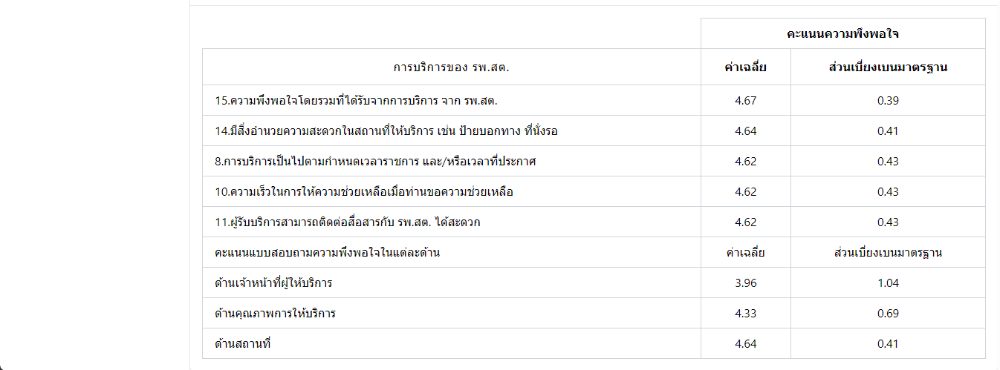 คะแนนความพึงพอใจ
การบริการของ รพ.สต. ค่าเฉลี่ย ส่วนเบี่ยงเบนมาตรฐาน
15.ความพึงพอใจโดยรวมที่ได้รับจากการบริการ จาก รพ.สต. 4.67 0.39
14.มีสิ่งอำนวยความสะดวกในสถานที่ให้บริการ เช่น ป้ายบอกทาง ที่นั่งรอ 4.64 0.41
8.การบริการเป็นไปตามกำหนดเวลาราชการ และ/หรือเวลาที่ประกาศ 4.62 0.43
10.ความเร็วในการให้ความช่วยเหลือเมื่อท่านขอความช่วยเหลือ 4.62 0.43
11.ผู้รับบริการสามารถติดต่อสื่อสารกับ รพ.สต. ได้สะดวก 4.62 0.43
คะแนนแบบสอบถามความพึงพอใจในแต่ละด้าน ค่าเฉลี่ย ส่วนเบี่ยงเบนมาตรฐาน
ด้านเจ้าหน้าที่ผู้ให้บริการ 3.96 1.04
ด้านคุณภาพการให้บริการ 4.33 0.69
ด้านสถานที่ 4.64 0.41